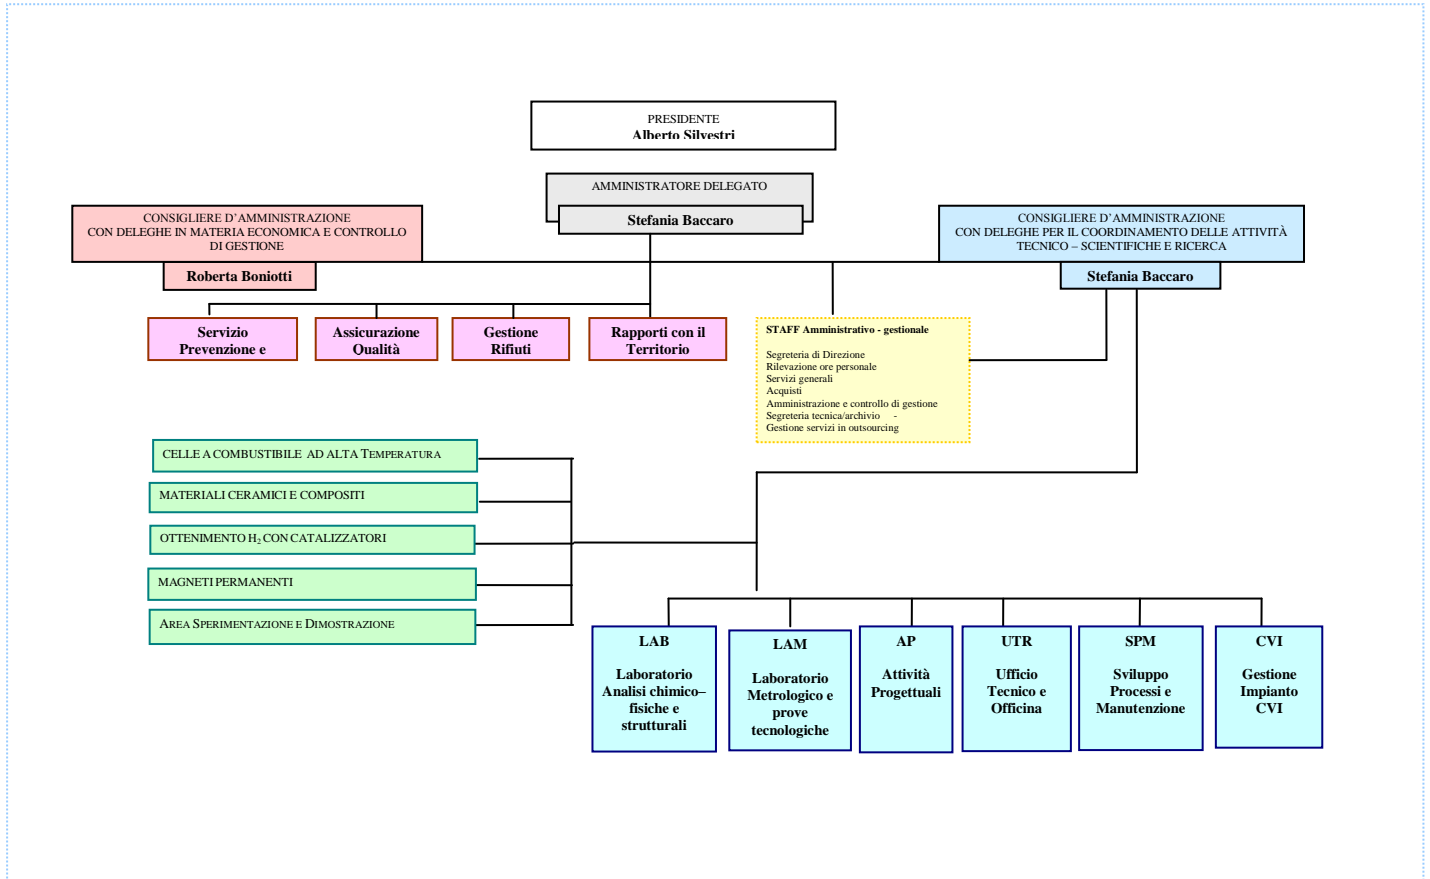 PRESIDENTE
Alberto Silvestri
AMMINISTRATORE DELEGATO
Stefania Baccaro
CONSIGLIERE D'AMMINISTRAZIONE
CON DELEGHE IN MATERIA ECONOMICA E CONTROLLO
DI GESTIONE
Roberta Boniotti
CONSIGLIERE D'AMMINISTRAZIONE
CON DELEGHE PER IL COORDINAMENTO DELLE ATTIVITÀ
TECNICO – SCIENTIFICHE E RICERCA
Stefania Baccaro
Servizio
Prevenzione e
Assicurazione
Qualità
Gestione
Rifiuti
Rapporti con il
Territorio
STAFF Amministrativo - gestionale
Segreteria di Direzione
Rilevazione ore personale
Servizi generali
Acquisti
Amministrazione e controllo di gestione
Segreteria tecnica/archivio -
Gestione servizi in outsourcing
CELLE A COMBUSTIBILE AD ALTA TEMPERATURA
MATERIALI CERAMICI E COMPOSITI
OTTENIMENTO H₂ CON CATALIZZATORI
MAGNETI PERMANENTI
AREA SPERIMENTAZIONE E DIMOSTRAZIONE
LAB
Laboratorio
Analisi chimico–
fisiche e
strutturali
LAM
Laboratorio
Metrologico e
prove
tecnologiche
AP
Attività
Progettuali
UTR
Ufficio
Tecnico e
Officina
SPM
Sviluppo
Processi e
Manutenzione
CVI
Gestione
Impianto
CVI